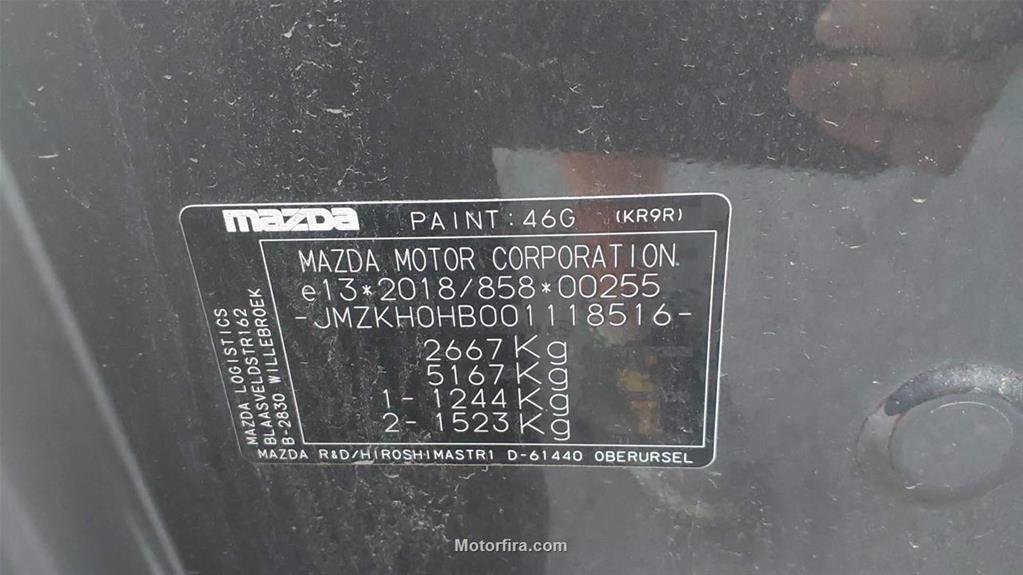 mazda PAINT:46G (KR9R)
MAZDA MOTOR CORPORATION
e13*2018/858*00255
-JMZKH0HB001118516-
2667Kg
5167Kg
1- 1244Kg
2- 1523Kg
MAZDA LOGISTICS
BLAASVELDSTR162
B-2830 WILLEBROEK
MAZDA R&D/HIROSHIMASTR1 D-61440 OBERURSEL
Motorfira.com